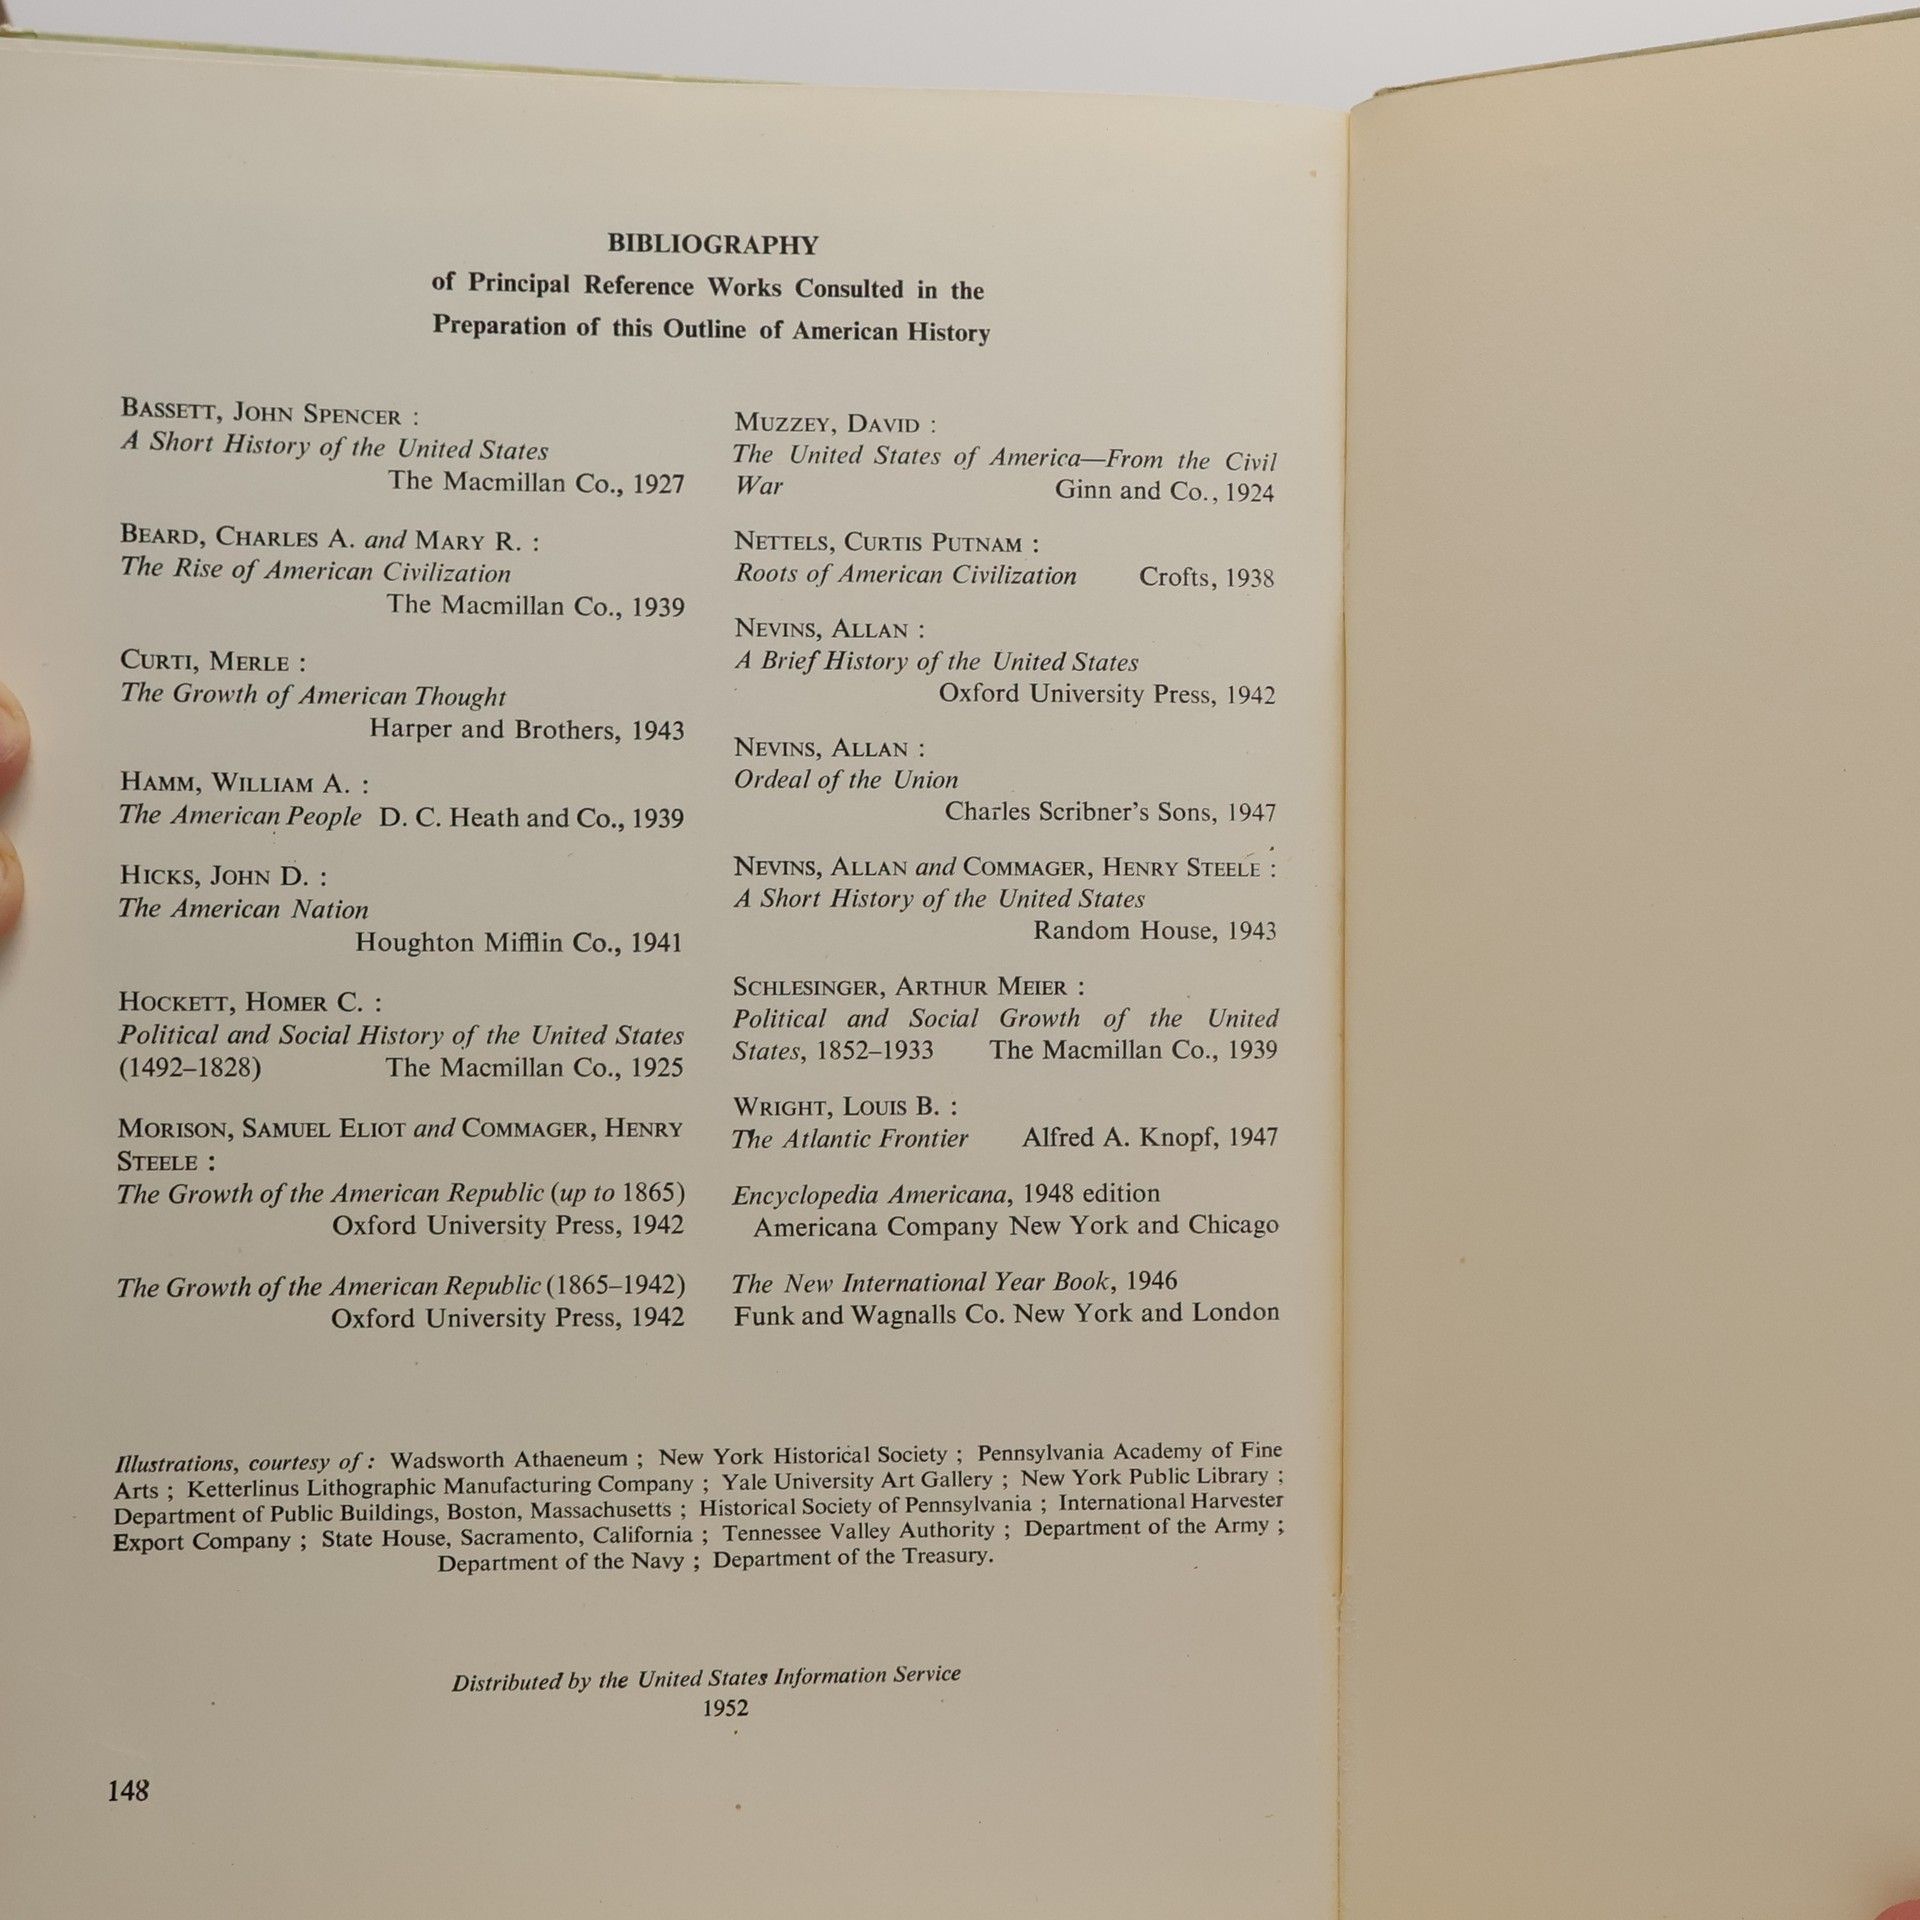 BIBLIOGRAPHY
of Principal Reference Works Consulted in the
Preparation of this Outline of American History
BASSETT, JOHN SPENCER :
A Short History of the United States
The Macmillan Co., 1927
BEARD, CHARLES A. and MARY R. :
The Rise of American Civilization
The Macmillan Co., 1939
CURTI, MERLE :
The Growth of American Thought
Harper and Brothers, 1943
HAMM, WILLIAM A. :
The American People D. C. Heath and Co., 1939
HICKS, JOHN D. :
The American Nation
Houghton Mifflin Co., 1941
HOCKETT, HOMER C. :
Political and Social History of the United States
(1492–1828) The Macmillan Co., 1925
MORISON, SAMUEL ELIOT and COMMAGER, HENRY
STEELE :
The Growth of the American Republic (up to 1865)
Oxford University Press, 1942
The Growth of the American Republic (1865–1942)
Oxford University Press, 1942
MUZZEY, DAVID :
The United States of America—From the Civil
War Ginn and Co., 1924
NETTELS, CURTIS PUTNAM :
Roots of American Civilization Crofts, 1938
NEVINS, ALLAN :
A Brief History of the United States
Oxford University Press, 1942
NEVINS, ALLAN :
Ordeal of the Union
Charles Scribner's Sons, 1947
NEVINS, ALLAN and COMMAGER, HENRY STEELE :
A Short History of the United States
Random House, 1943
SCHLESINGER, ARTHUR MEIER :
Political and Social Growth of the United
States, 1852–1933 The Macmillan Co., 1939
WRIGHT, LOUIS B. :
The Atlantic Frontier Alfred A. Knopf, 1947
Encyclopedia Americana, 1948 edition
Americana Company New York and Chicago
The New International Year Book, 1946
Funk and Wagnalls Co. New York and London
Illustrations, courtesy of : Wadsworth Athaeneum ; New York Historical Society ; Pennsylvania Academy of Fine
Arts ; Ketterlinus Lithographic Manufacturing Company ; Yale University Art Gallery ; New York Public Library ;
Department of Public Buildings, Boston, Massachusetts ; Historical Society of Pennsylvania ; International Harvester
Export Company ; State House, Sacramento, California ; Tennessee Valley Authority ; Department of the Army ;
Department of the Navy ; Department of the Treasury.
Distributed by the United States Information Service
1952
148